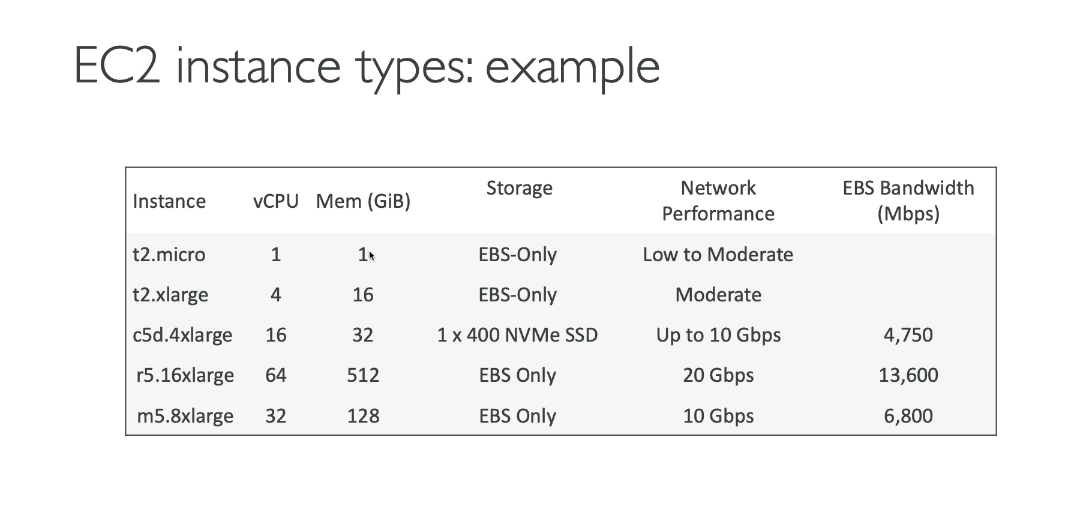 EC2 instance types: example
Instance vCPU Mem (GiB) Storage Network Performance EBS Bandwidth (Mbps)
t2.micro 1 1 EBS-Only Low to Moderate
t2.xlarge 4 16 EBS-Only Moderate
c5d.4xlarge 16 32 1 x 400 NVMe SSD Up to 10 Gbps 4,750
r5.16xlarge 64 512 EBS Only 20 Gbps 13,600
m5.8xlarge 32 128 EBS Only 10 Gbps 6,800